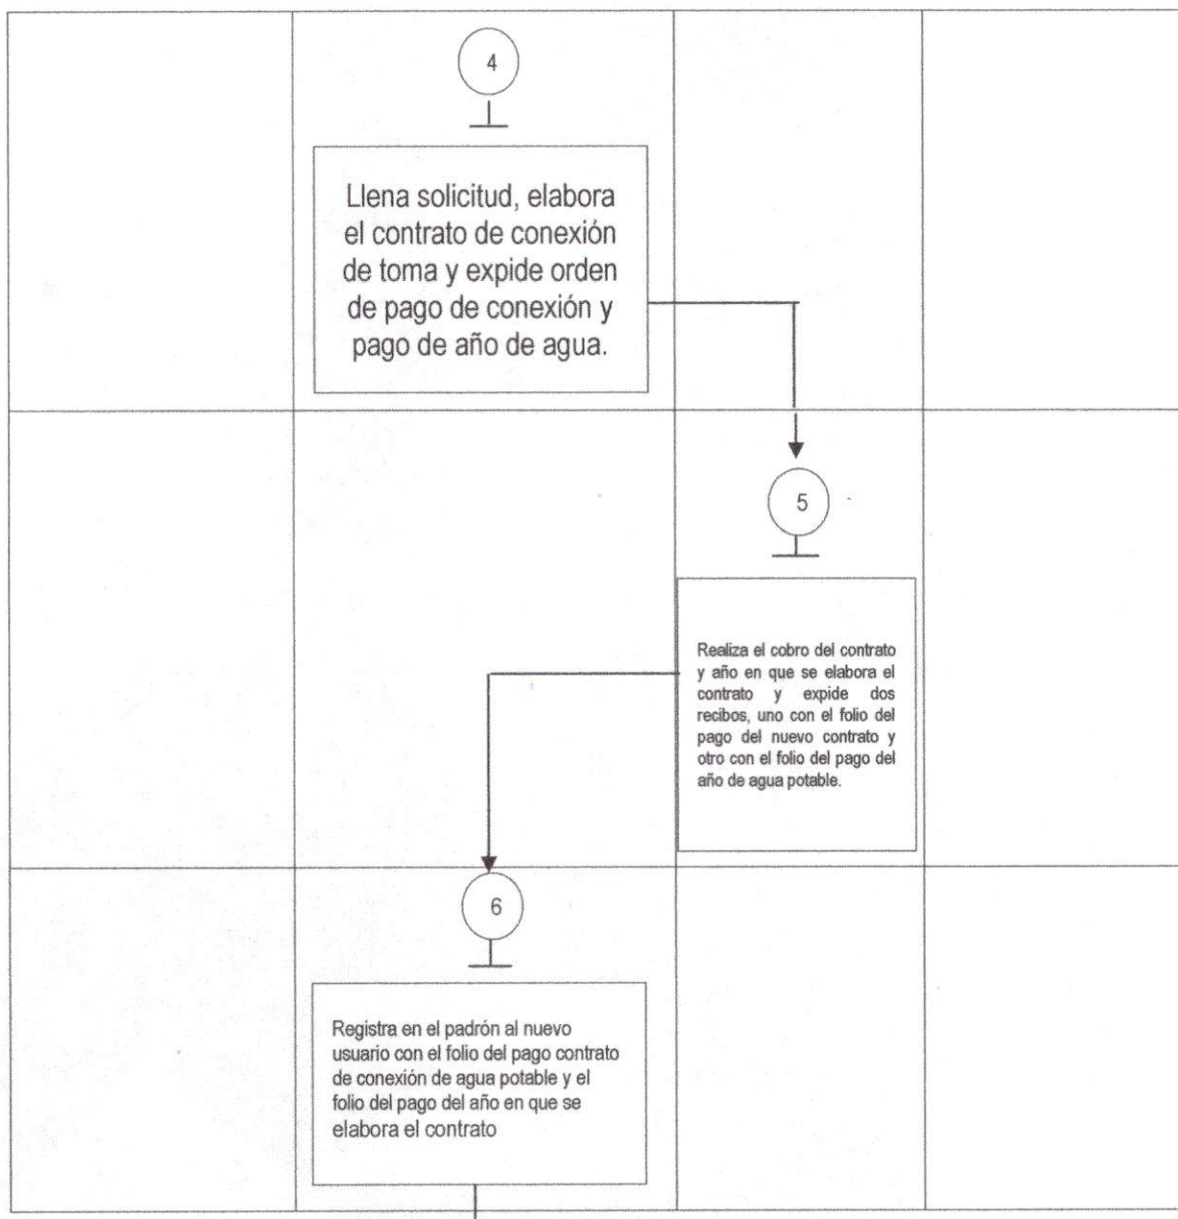 4
Llena solicitud, elabora
el contrato de conexión
de toma y expide orden
de pago de conexión y
pago de año de agua.
5
Realiza el cobro del contrato
y año en que se elabora el
contrato y expide dos
recibos, uno con el folio del
pago del nuevo contrato y
otro con el folio del pago del
año de agua potable.
6
Registra en el padrón al nuevo
usuario con el folio del pago contrato
de conexión de agua potable y el
folio del pago del año en que se
elabora el contrato